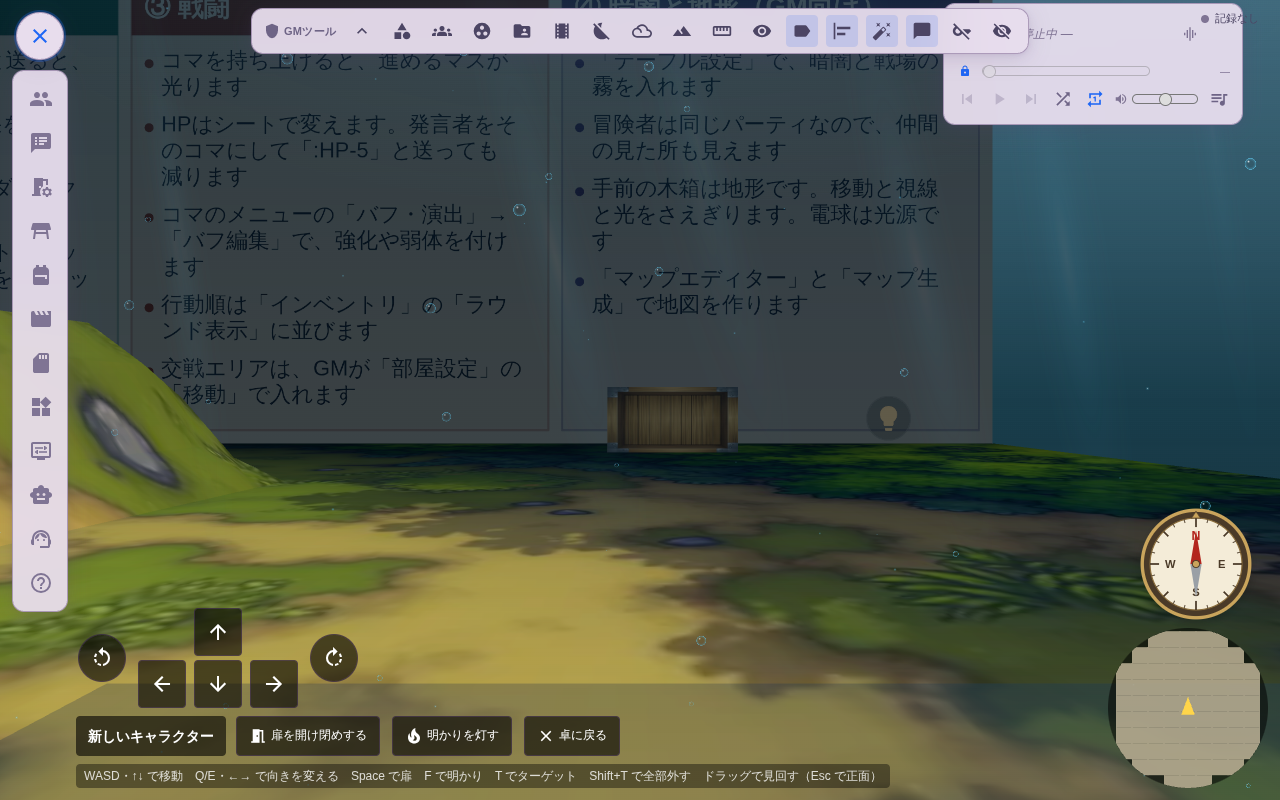 GMツール
記録なし
停止中 —
—
③ 戦闘
コマを持ち上げると、進めるマスが
光ります
HPはシートで変えます。発言者をそ
のコマにして「:HP-5」と送っても
減ります
コマのメニューの「バフ・演出」→
「バフ編集」で、強化や弱体を付け
ます
行動順は「インベントリ」の「ラウ
ンド表示」に並びます
交戦エリアは、GMが「部屋設定」の
「移動」で入れます
「テーブル設定」で、暗闇と戦場の
霧を入れます
冒険者は同じパーティなので、仲間
の見た所も見えます
手前の木箱は地形です。移動と視線
と光をさえぎります。電球は光源で
す
「マップエディター」と「マップ生
成」で地図を作ります
N
W E
S
新しいキャラクター
扉を開け閉めする
明かりを灯す
卓に戻る
WASD・↑↓ で移動 Q/E・←→ で向きを変える Space で扉 F で明かり T でターゲット Shift+T で全部外す ドラッグで見回す（Esc で正面）